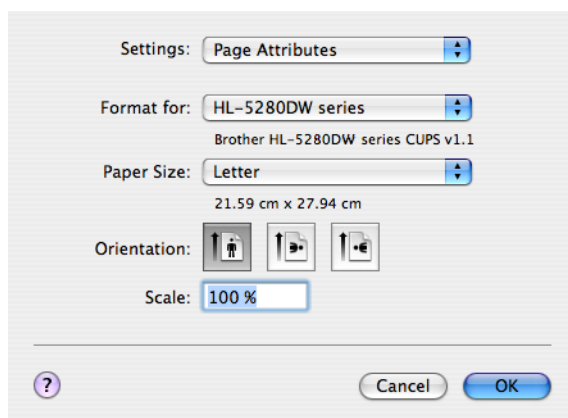 Settings: Page Attributes
Format for: HL-5280DW series
Brother HL-5280DW series CUPS v1.1
Paper Size: Letter
21.59 cm x 27.94 cm
Orientation:
Scale: 100 %
? Cancel OK